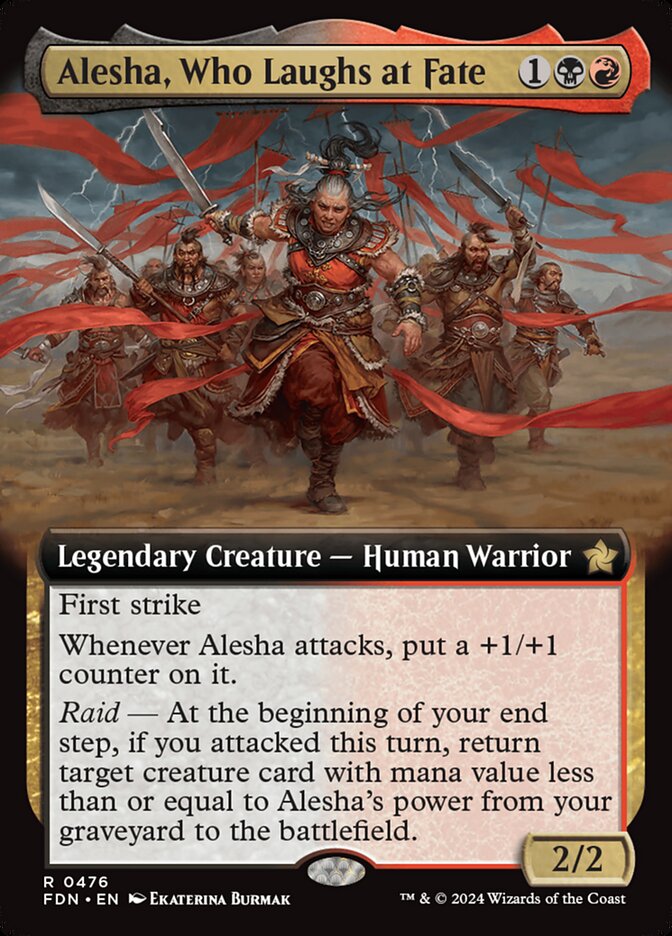 Alesha, Who Laughs at Fate 1
Legendary Creature — Human Warrior
First strike
Whenever Alesha attacks, put a +1/+1
counter on it.
Raid — At the beginning of your end
step, if you attacked this turn, return
target creature card with mana value less
than or equal to Alesha's power from your
graveyard to the battlefield.
2/2
R 0476
FDN • EN Ekaterina Burmak
™ & © 2024 Wizards of the Coast